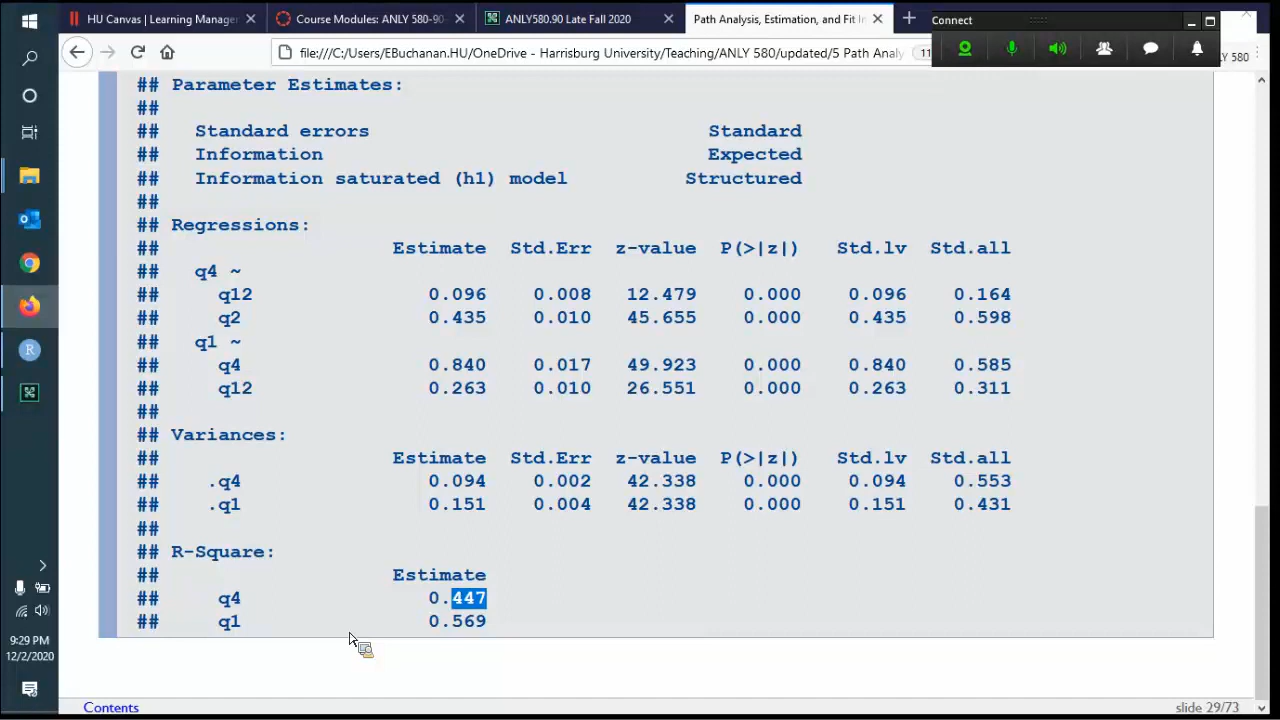 HU Canvas | Learning Manage
Course Modules: ANLY 580-90-
ANLY580.90 Late Fall 2020
Path Analysis, Estimation, and Fit In
Connect
file:///C:/Users/EBuchanan.HU/OneDrive - Harrisburg University/Teaching/ANLY 580/updated/5 Path Analy
## Parameter Estimates:
##
## Standard errors Standard
## Information Expected
## Information saturated (h1) model Structured
##
## Regressions:
## Estimate Std.Err z-value P(>|z|) Std.lv Std.all
## q4 ~
## q12 0.096 0.008 12.479 0.000 0.096 0.164
## q2 0.435 0.010 45.655 0.000 0.435 0.598
## q1 ~
## q4 0.840 0.017 49.923 0.000 0.840 0.585
## q12 0.263 0.010 26.551 0.000 0.263 0.311
##
## Variances:
## Estimate Std.Err z-value P(>|z|) Std.lv Std.all
## .q4 0.094 0.002 42.338 0.000 0.094 0.553
## .q1 0.151 0.004 42.338 0.000 0.151 0.431
##
## R-Square:
## Estimate
## q4 0.447
## q1 0.569
9:29 PM
12/2/2020
Contents
slide 29/73